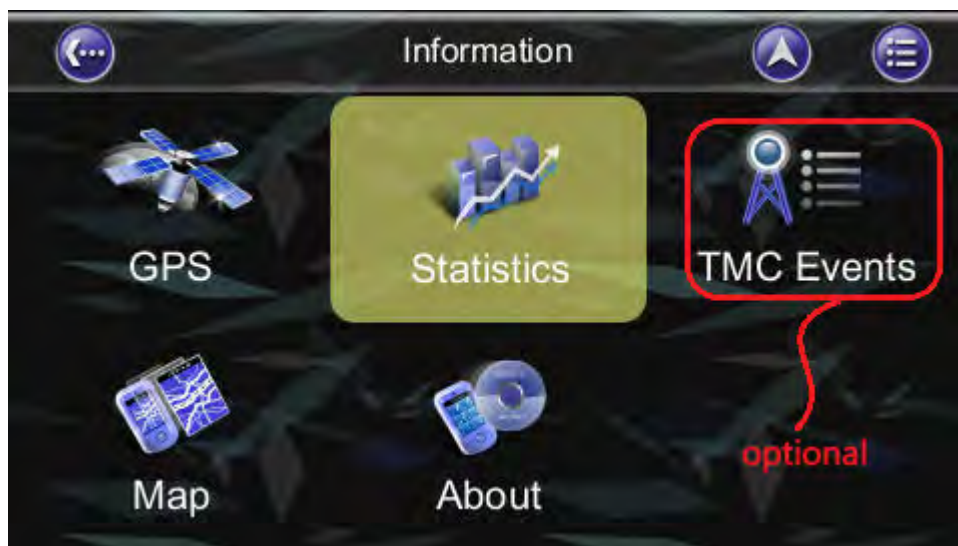 Information
GPS
Statistics
TMC Events
Map
About
optional